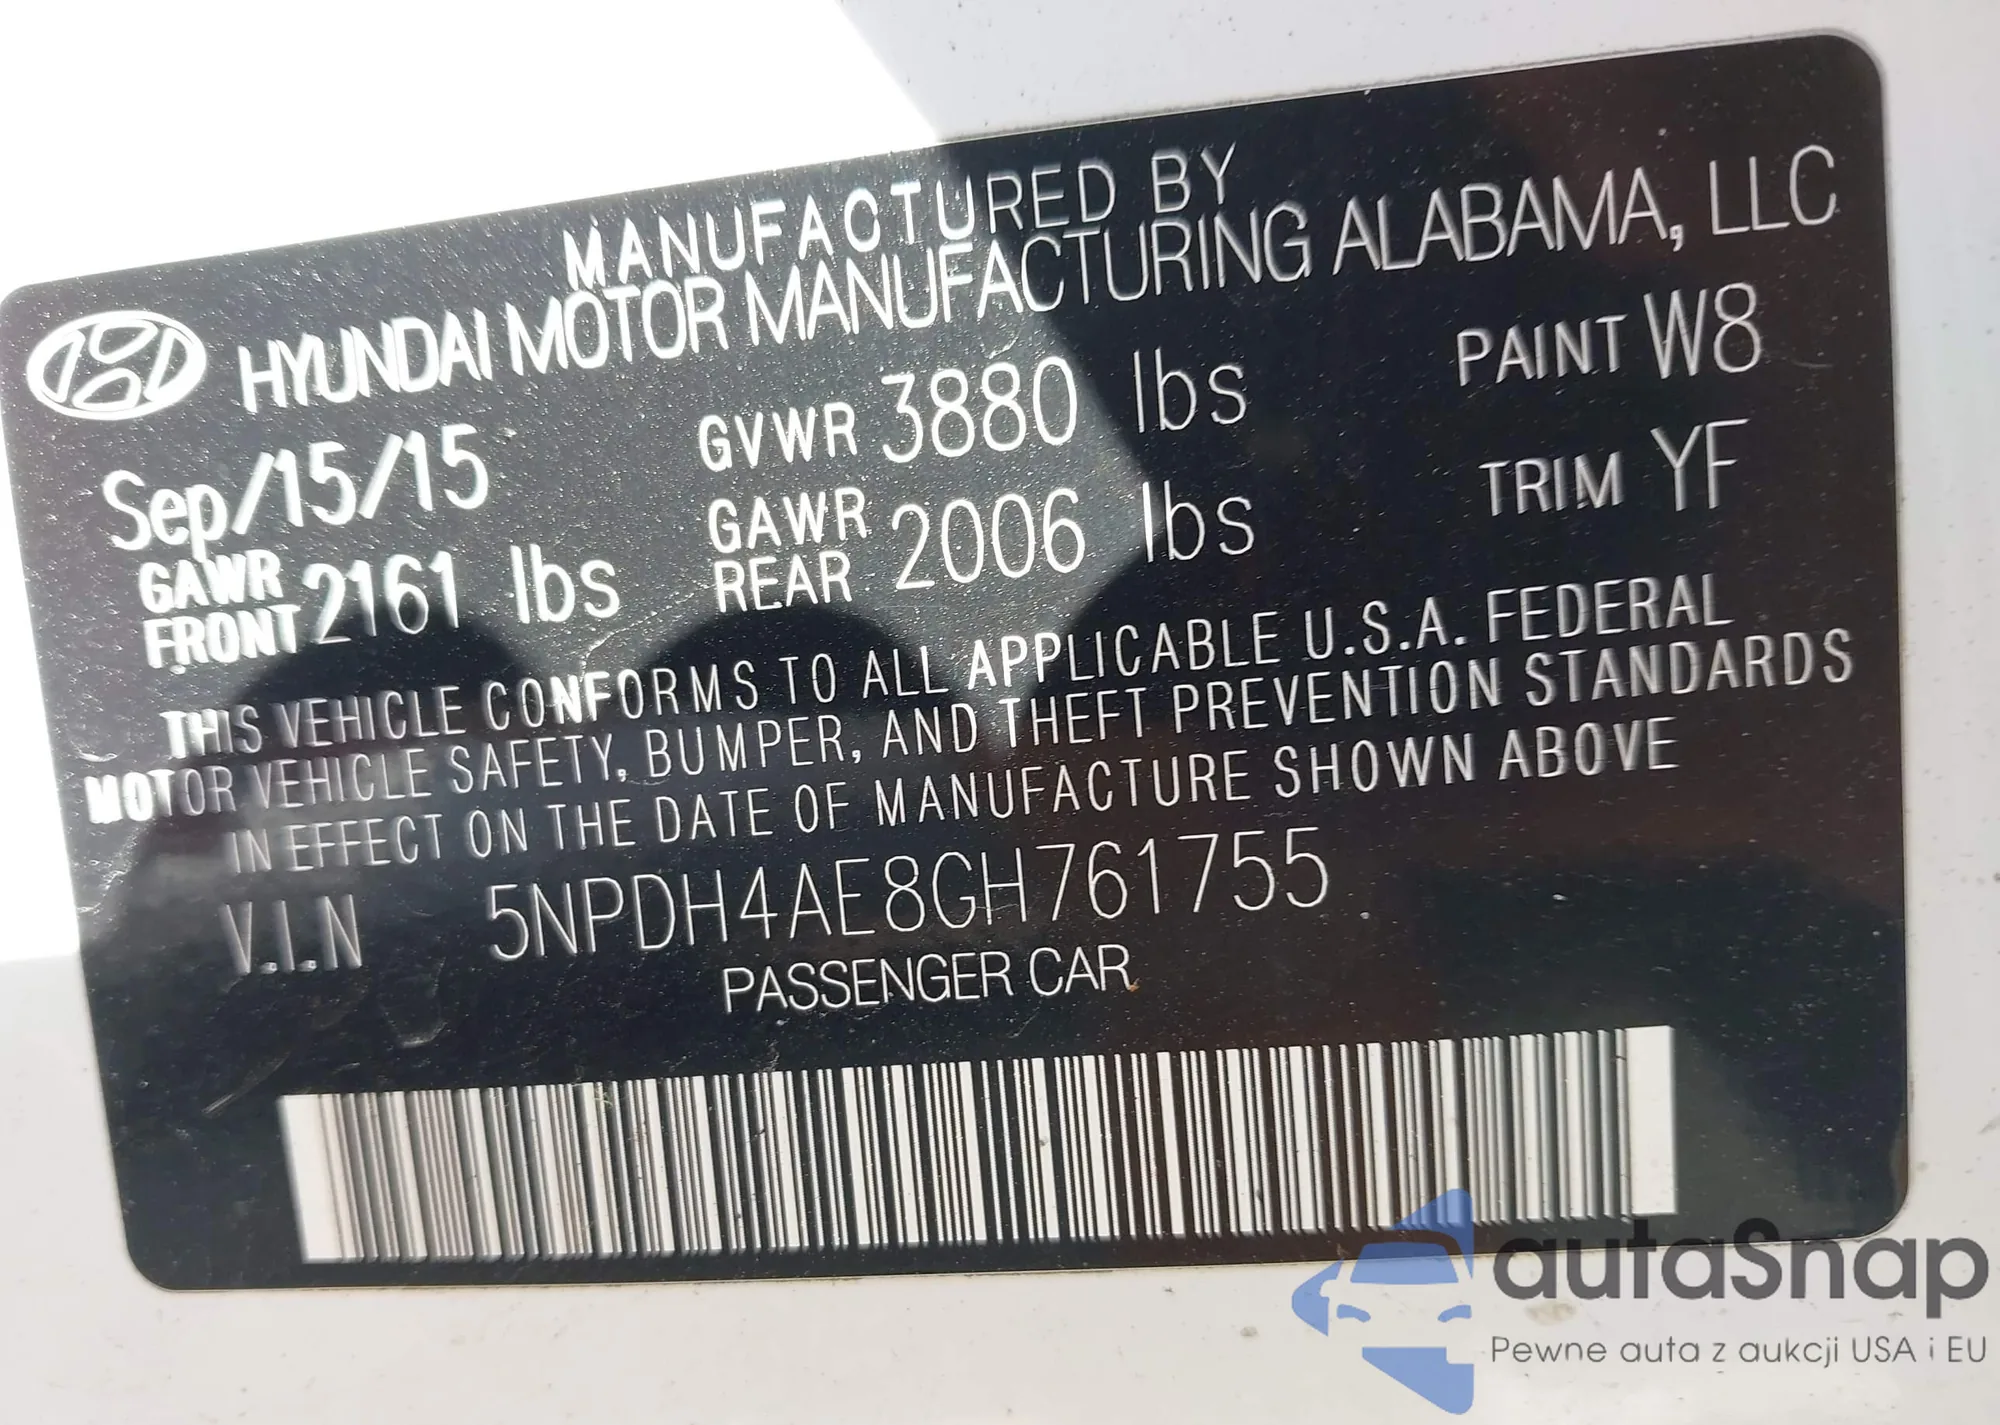 MANUFACTURED BY
HYUNDAI MOTOR MANUFACTURING ALABAMA, LLC
Sep/15/15 GVWR 3880 lbs PAINT W8
GAWR FRONT 2161 lbs GAWR REAR 2006 lbs TRIM YF
THIS VEHICLE CONFORMS TO ALL APPLICABLE U.S.A. FEDERAL
MOTOR VEHICLE SAFETY, BUMPER, AND THEFT PREVENTION STANDARDS
IN EFFECT ON THE DATE OF MANUFACTURE SHOWN ABOVE
V.I.N 5NPDH4AE8GH761755
PASSENGER CAR
autaSnap
Pewne auta z aukcji USA i EU